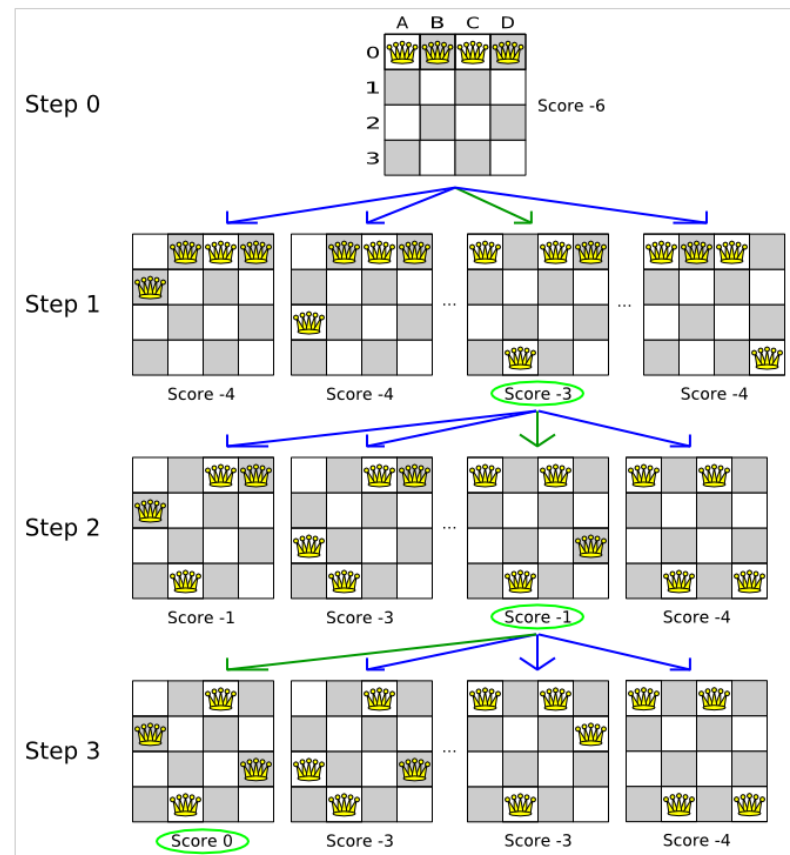 A B C D
0
1
Step 0
Score -6
2
3
Step 1
...
...
Score -4
Score -4
Score -3
Score -4
Step 2
...
Score -1
Score -3
Score -1
Score -4
Step 3
...
Score 0
Score -3
Score -3
Score -4